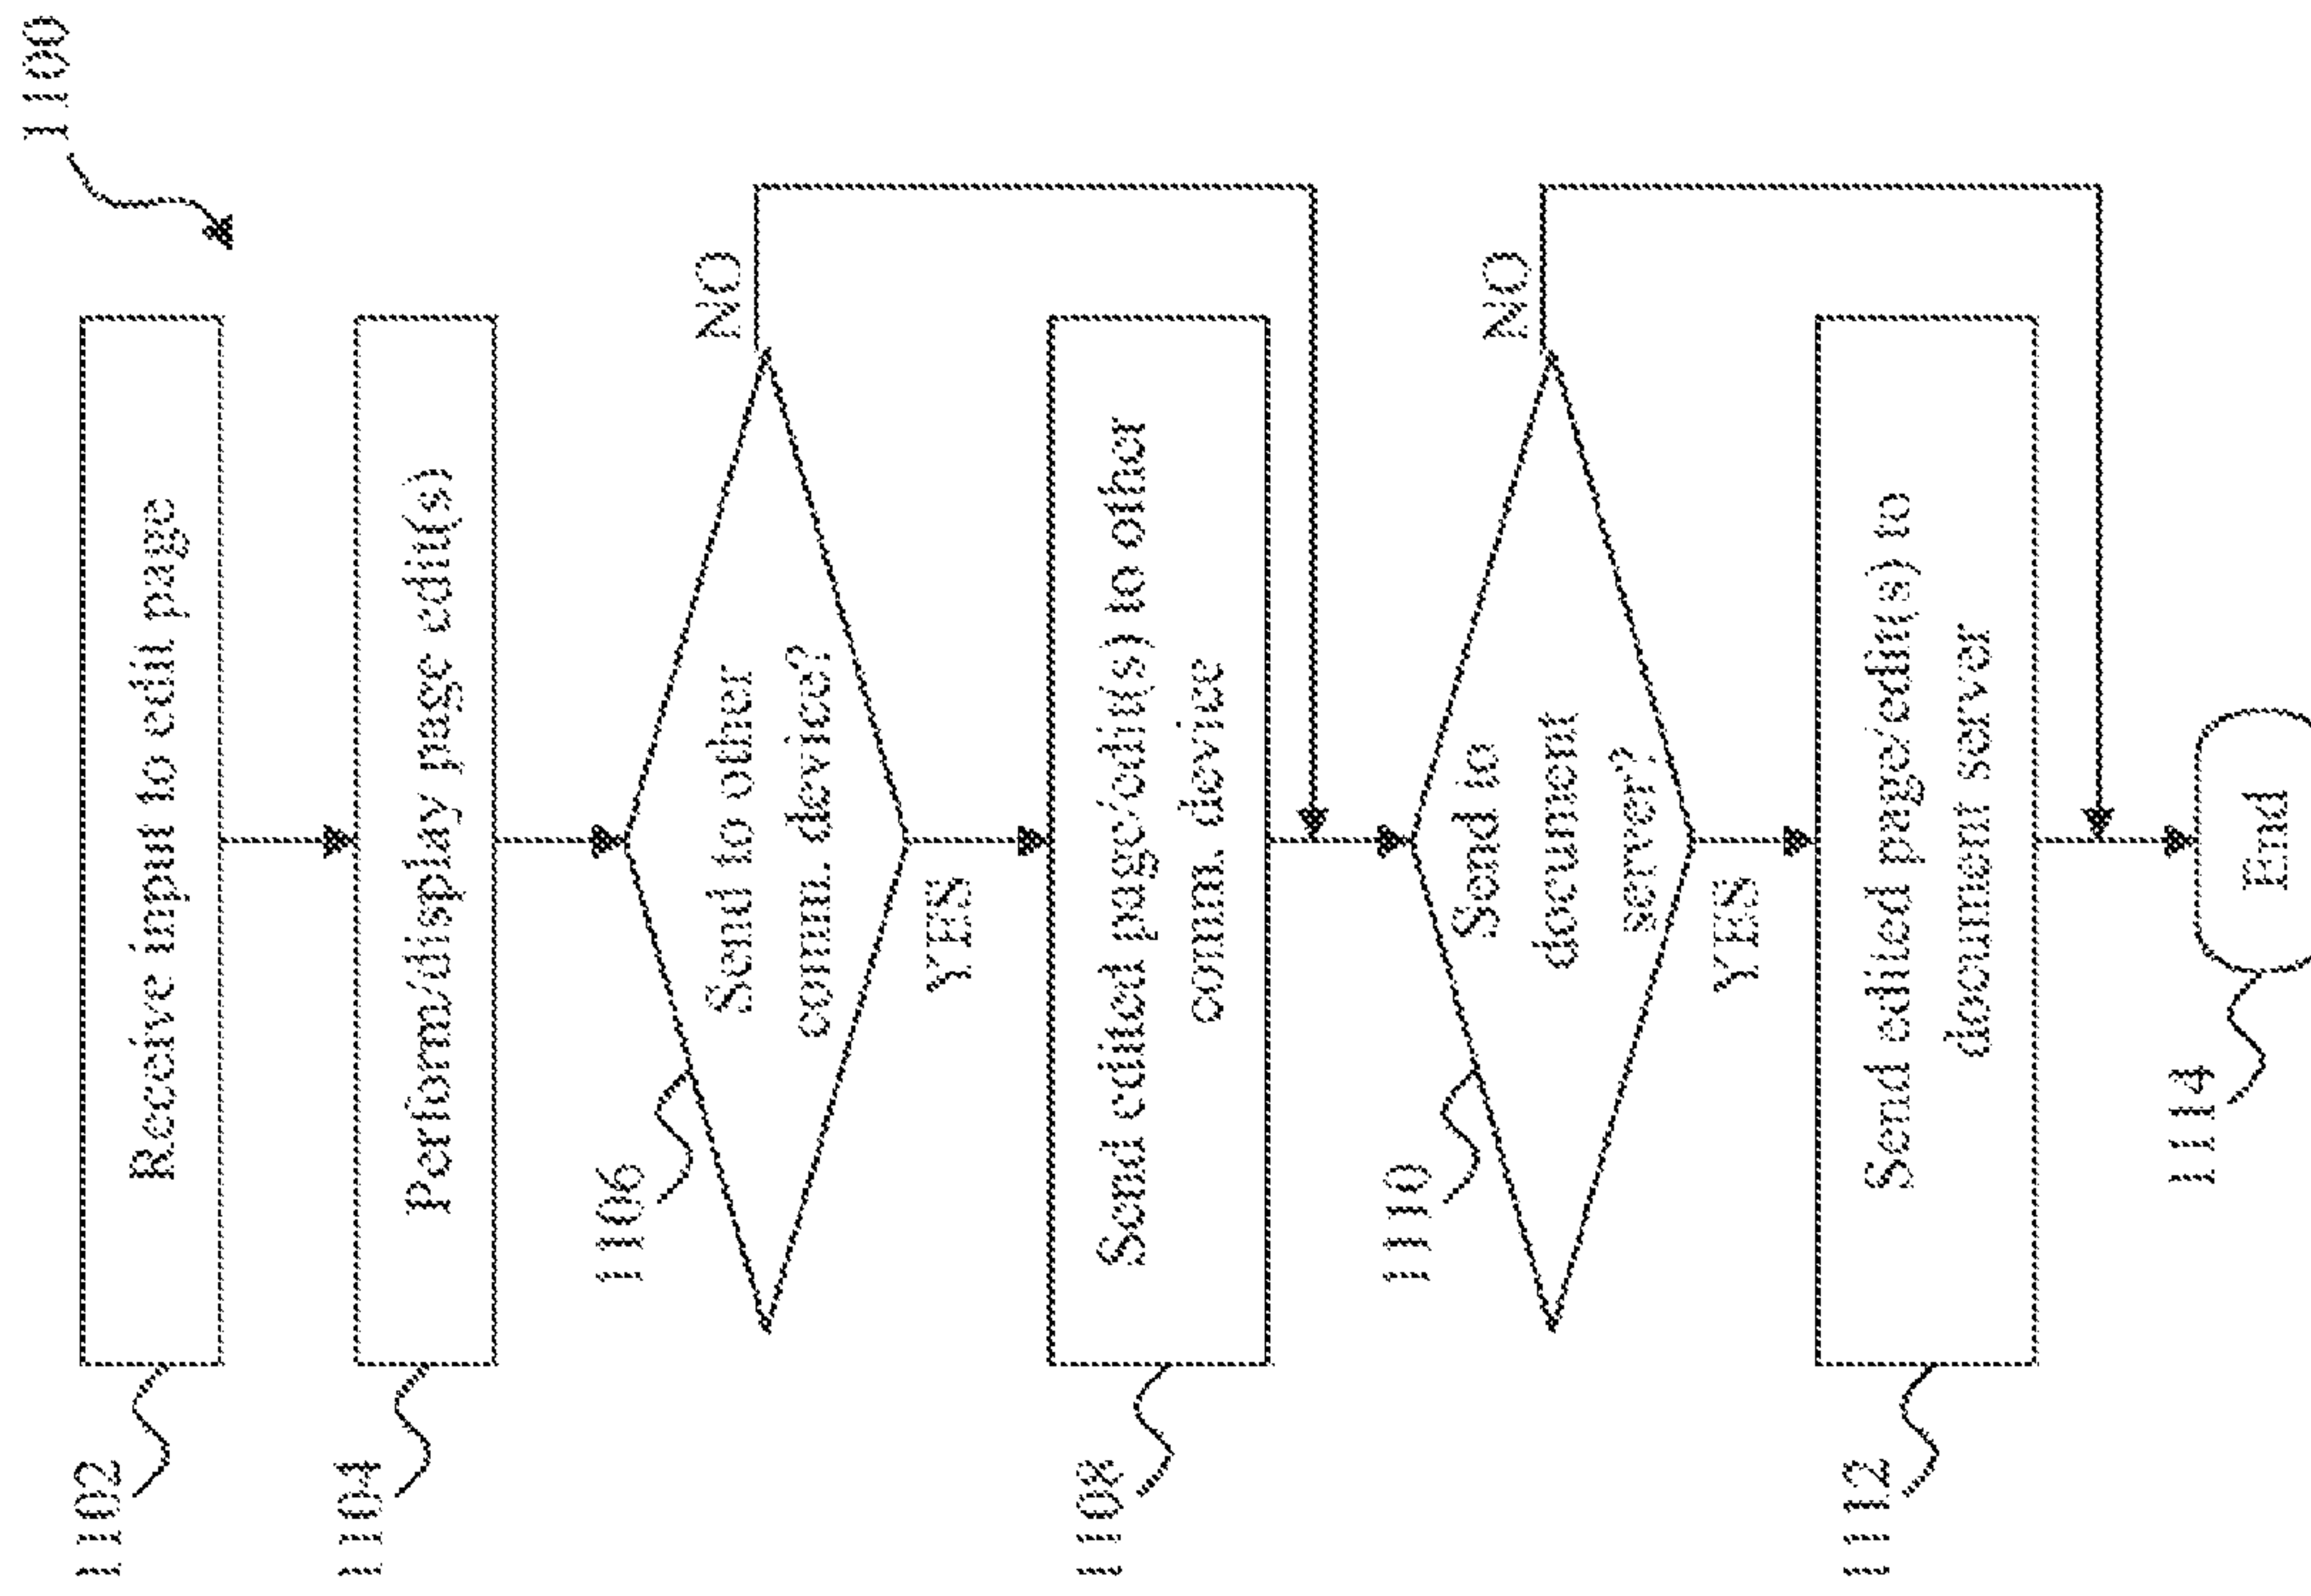 1100
1102
Receive input to edit page
1104
Perform/display page edit(s)
1106
Send to other
comm. device?
NO
YES
1108
Send edited page/edit(s) to other
comm. device
1110
Send to
document
server?
NO
YES
1112
Send edited page/edit(s) to
document server
1114
End